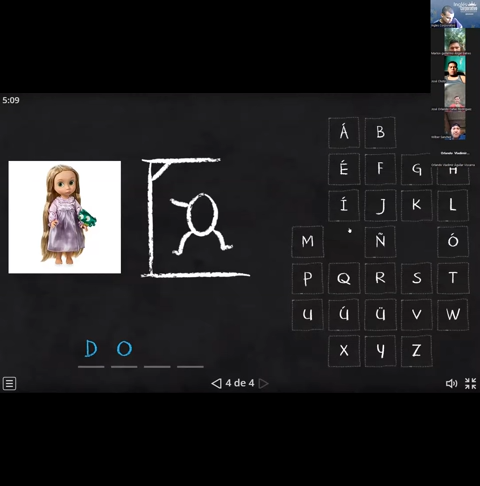 5:09
Á B
É F G H
Í J K L
M Ñ Ó
P Q R S T
U Ú Ü V W
X Y Z
D O
4 de 4